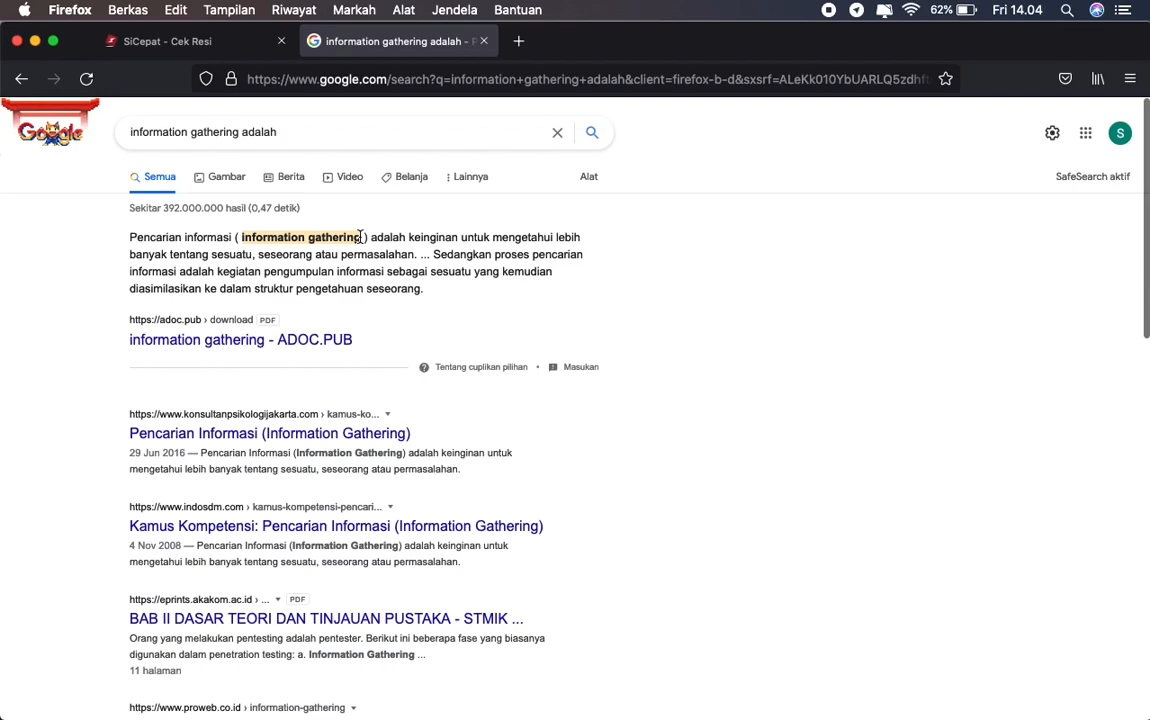 Firefox Berkas Edit Tampilan Riwayat Markah Alat Jendela Bantuan 62% Fri 14.04
SiCepat - Cek Resi
information gathering adalah -
https://www.google.com/search?q=information+gathering+adalah&client=firefox-b-d&sxsrf=ALeKk010YbUARLQ5zdhft
Google
information gathering adalah
S
Semua Gambar Berita Video Belanja Lainnya Alat SafeSearch aktif
Sekitar 392.000.000 hasil (0,47 detik)
Pencarian informasi ( information gathering ) adalah keinginan untuk mengetahui lebih
banyak tentang sesuatu, seseorang atau permasalahan. ... Sedangkan proses pencarian
informasi adalah kegiatan pengumpulan informasi sebagai sesuatu yang kemudian
diasimilasikan ke dalam struktur pengetahuan seseorang.
https://adoc.pub › download PDF
information gathering - ADOC.PUB
Tentang cuplikan pilihan • Masukan
https://www.konsultanpsikologijakarta.com › kamus-ko...
Pencarian Informasi (Information Gathering)
29 Jun 2016 — Pencarian Informasi (Information Gathering) adalah keinginan untuk
mengetahui lebih banyak tentang sesuatu, seseorang atau permasalahan.
https://www.indosdm.com › kamus-kompetensi-pencari...
Kamus Kompetensi: Pencarian Informasi (Information Gathering)
4 Nov 2008 — Pencarian Informasi (Information Gathering) adalah keinginan untuk
mengetahui lebih banyak tentang sesuatu, seseorang atau permasalahan.
https://eprints.akakom.ac.id › ... PDF
BAB II DASAR TEORI DAN TINJAUAN PUSTAKA - STMIK ...
Orang yang melakukan pentesting adalah pentester. Berikut ini beberapa fase yang biasanya
digunakan dalam penetration testing: a. Information Gathering ...
11 halaman
https://www.proweb.co.id › information-gathering